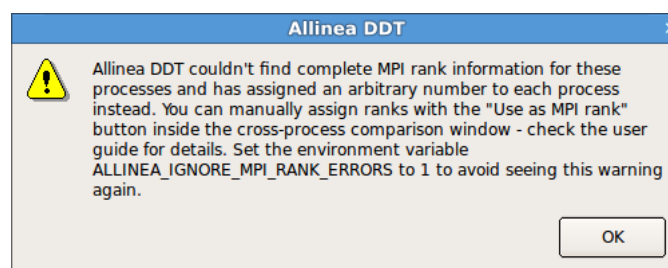 Allinea DDT
Allinea DDT couldn't find complete MPI rank information for these
processes and has assigned an arbitrary number to each process
instead. You can manually assign ranks with the "Use as MPI rank"
button inside the cross-process comparison window - check the user
guide for details. Set the environment variable
ALLINEA_IGNORE_MPI_RANK_ERRORS to 1 to avoid seeing this warning
again.
OK